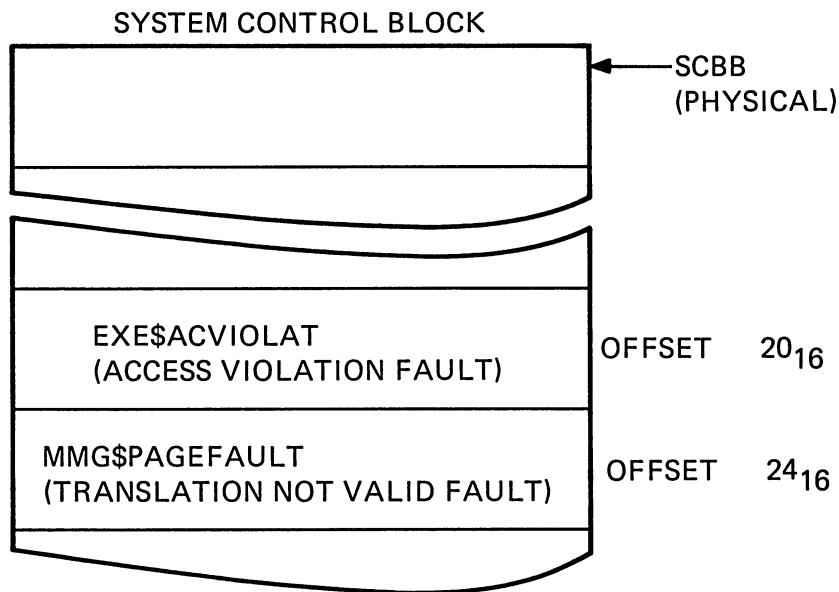 SYSTEM CONTROL BLOCK
SCBB
(PHYSICAL)
EXE$ACVIOLAT
(ACCESS VIOLATION FAULT)
OFFSET 20₁₆
MMG$PAGEFAULT
(TRANSLATION NOT VALID FAULT)
OFFSET 24₁₆